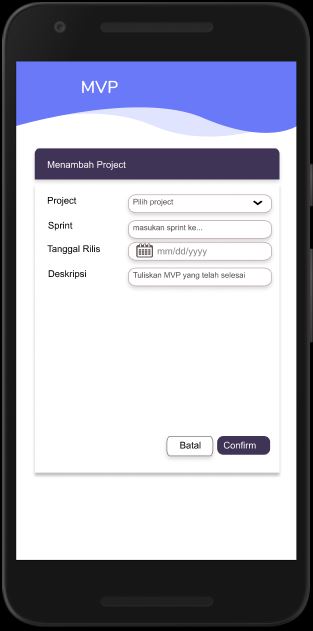 MVP
Menambah Project
Project
Pilih project
Sprint
masukan sprint ke...
Tanggal Rilis
mm/dd/yyyy
Deskripsi
Tuliskan MVP yang telah selesai
Batal
Confirm